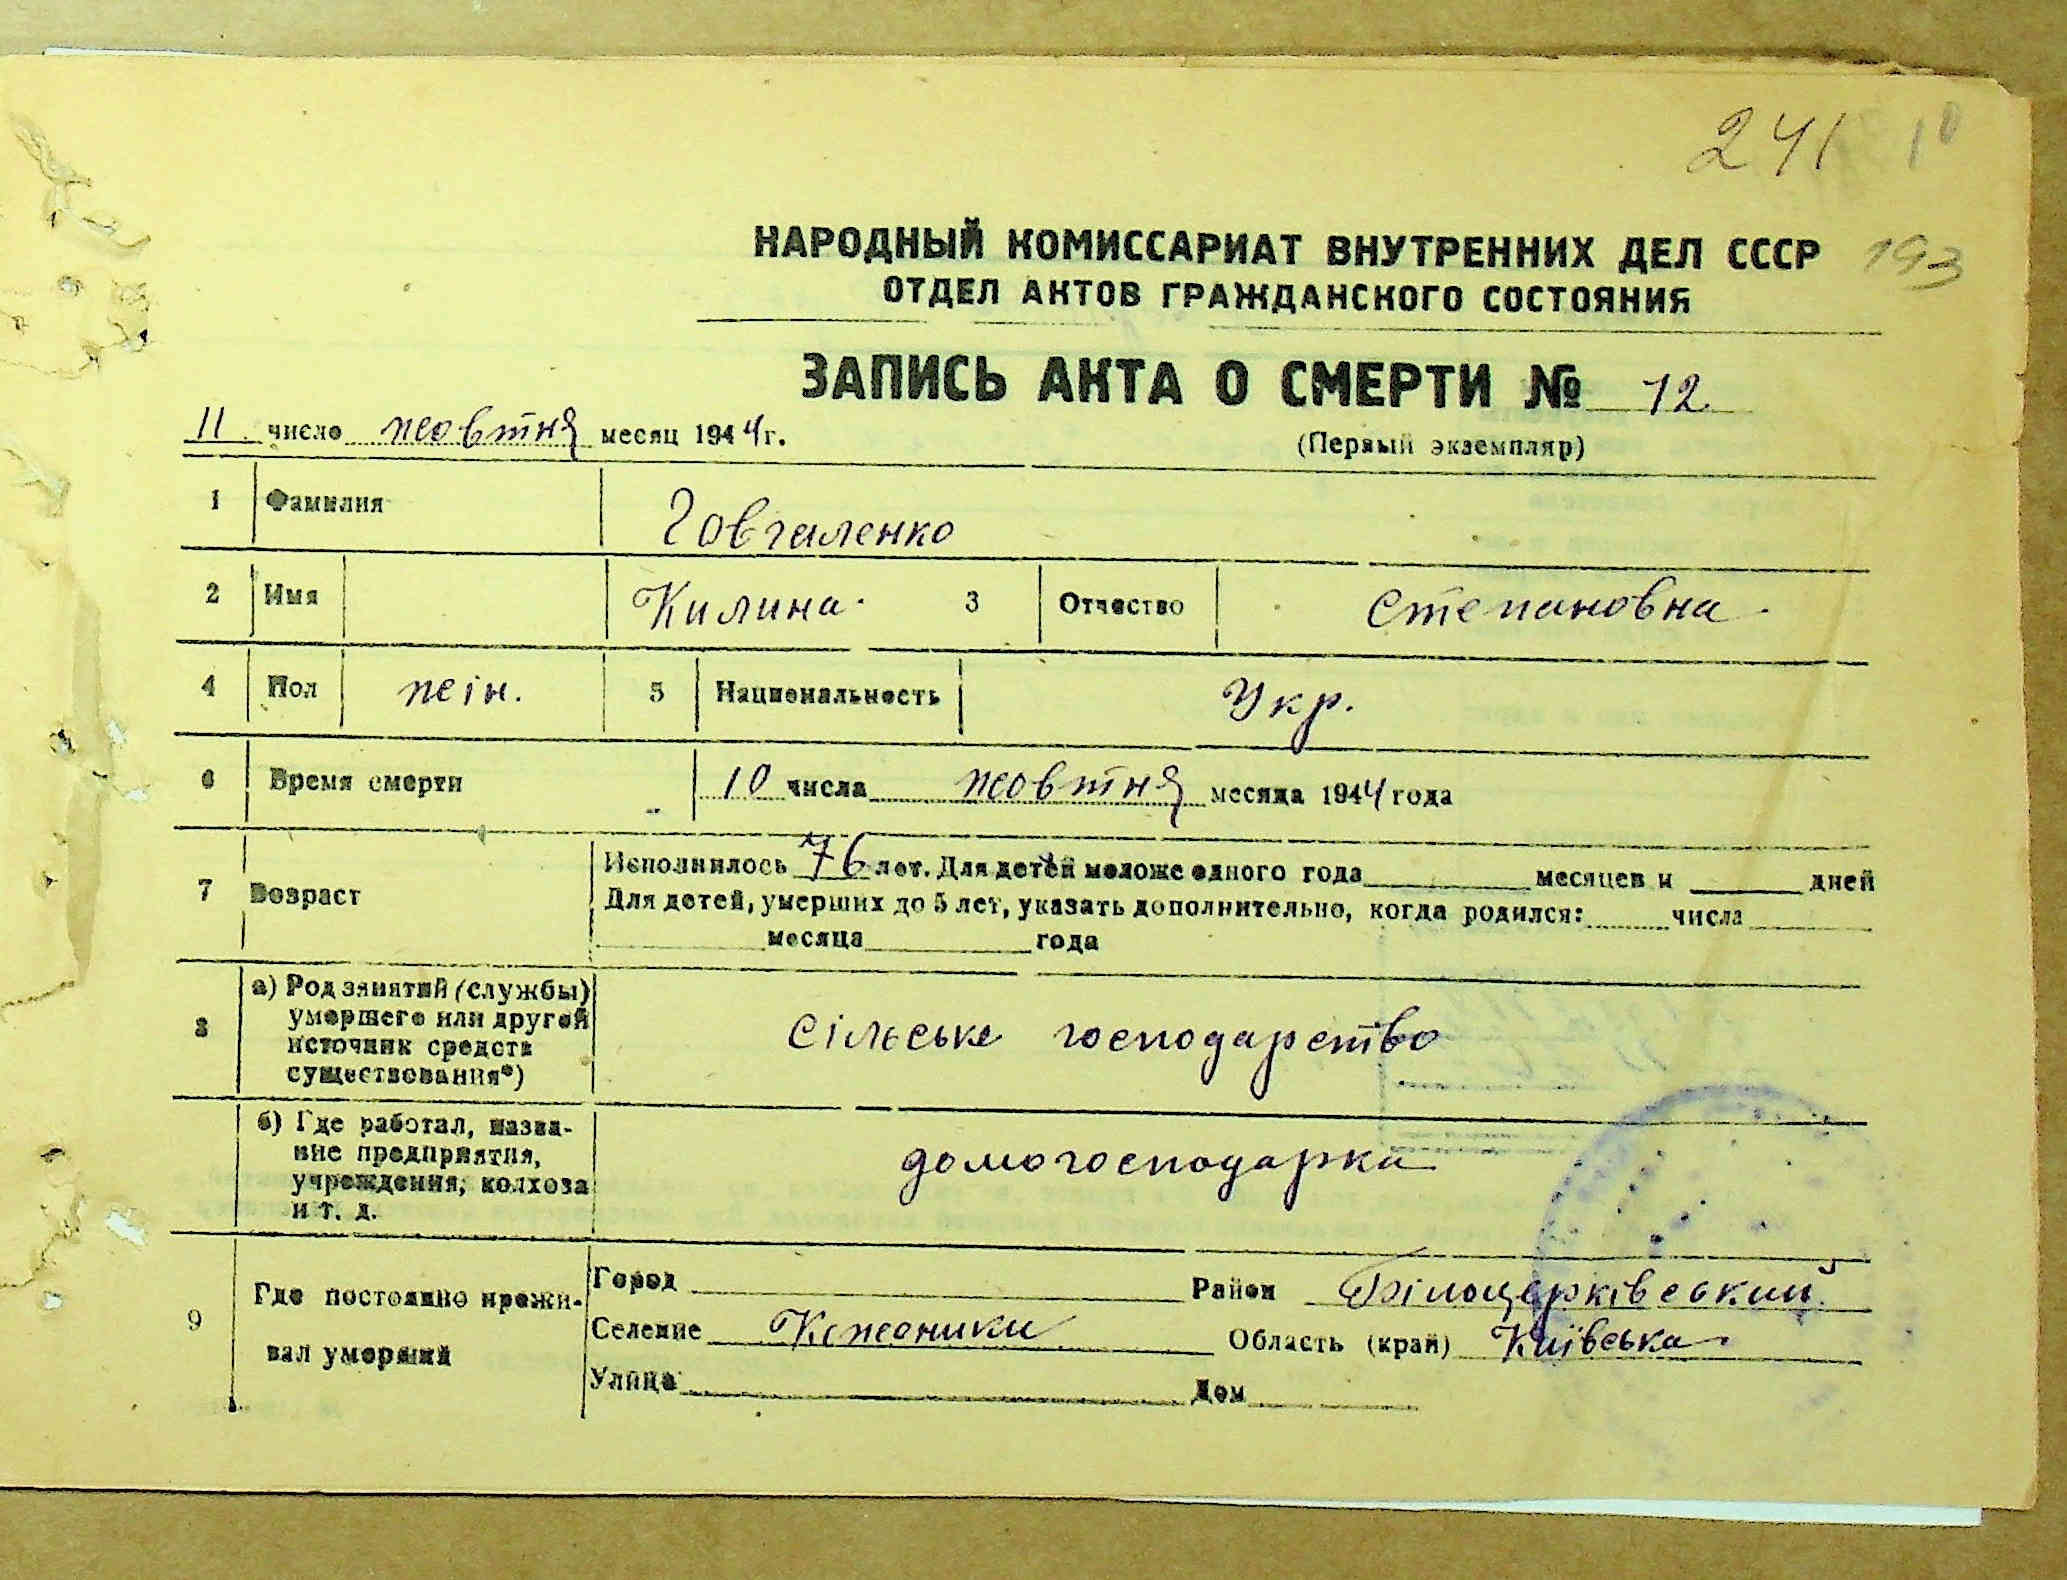 241 10
НАРОДНЫЙ КОМИССАРИАТ ВНУТРЕННИХ ДЕЛ СССР 193
ОТДЕЛ АКТОВ ГРАЖДАНСКОГО СОСТОЯНИЯ
ЗАПИСЬ АКТА О СМЕРТИ № 12.
11 число жовтня месяц 1944 г.
(Первый экземпляр)
1 Фамилия Говгаленко
2 Имя Килина. 3 Отчество Степановна.
4 Пол жін. 5 Национальность Укр.
6 Время смерти 10 числа жовтня месяца 1944 года
7 Возраст Исполнилось 76 лет. Для детей моложе одного года месяцев и дней
Для детей, умерших до 5 лет, указать дополнительно, когда родился: числа
месяца года
8 а) Род занятий (службы) умершего или другой источник средств существования*) сільське господарство
б) Где работал, название предприятия, учреждения, колхоза и т. д. домогосподарка
9 Где постоянно проживал умерший
Город Район Білоцерківський.
Селение Кожоники Область (край) Київська
Улица Дом